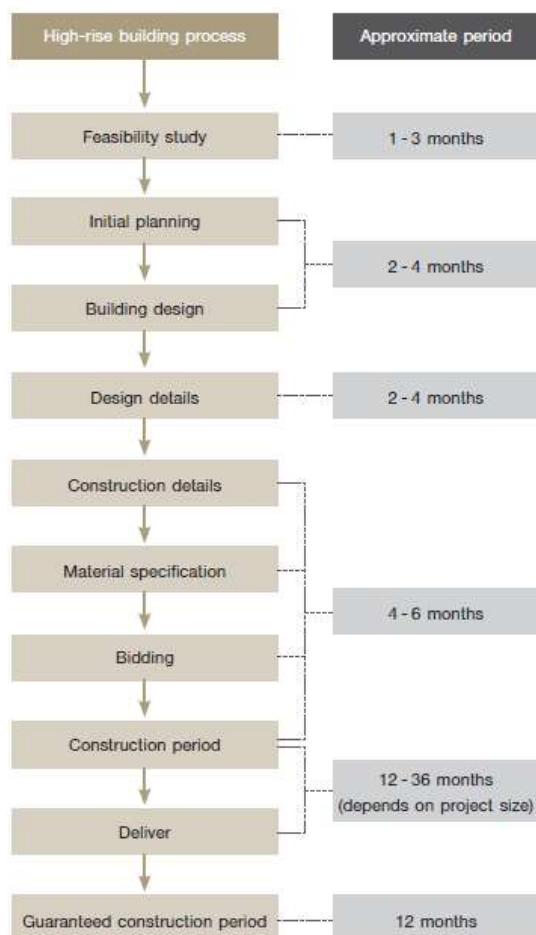 High-rise building process
Approximate period
Feasibility study
1 - 3 months
Initial planning
2 - 4 months
Building design
Design details
2 - 4 months
Construction details
Material specification
4 - 6 months
Bidding
Construction period
12 - 36 months
(depends on project size)
Deliver
Guaranteed construction period
12 months